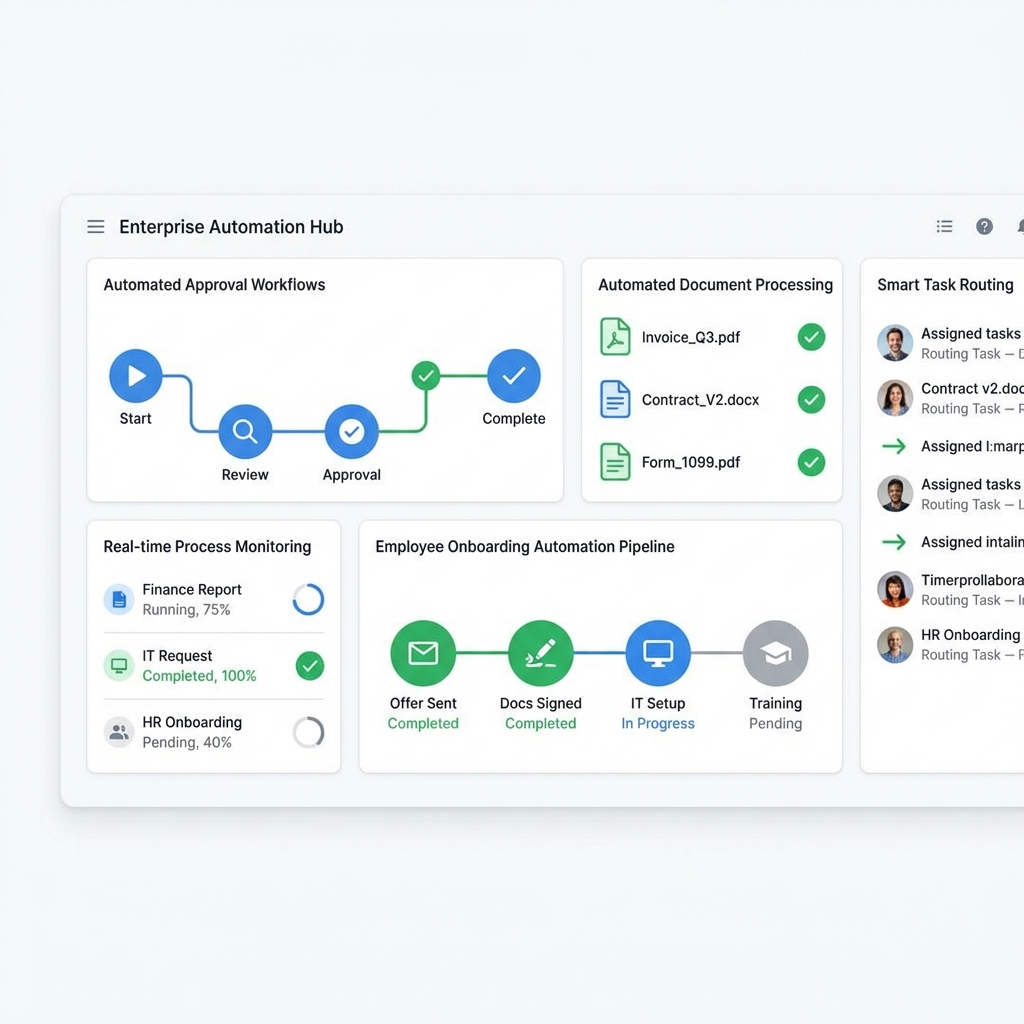 Enterprise Automation Hub
Automated Approval Workflows
Start
Review
Approval
Complete
Automated Document Processing
Invoice_Q3.pdf
Contract_V2.docx
Form_1099.pdf
Smart Task Routing
Assigned tasks
Routing Task –
Contract v2.doc
Routing Task –
Assigned
Assigned tasks
Routing Task –
Assigned intalin
Timerprollabora
Routing Task –
HR Onboarding
Routing Task –
Real-time Process Monitoring
Finance Report
Running, 75%
IT Request
Completed, 100%
HR Onboarding
Pending, 40%
Employee Onboarding Automation Pipeline
Offer Sent
Completed
Docs Signed
Completed
IT Setup
In Progress
Training
Pending